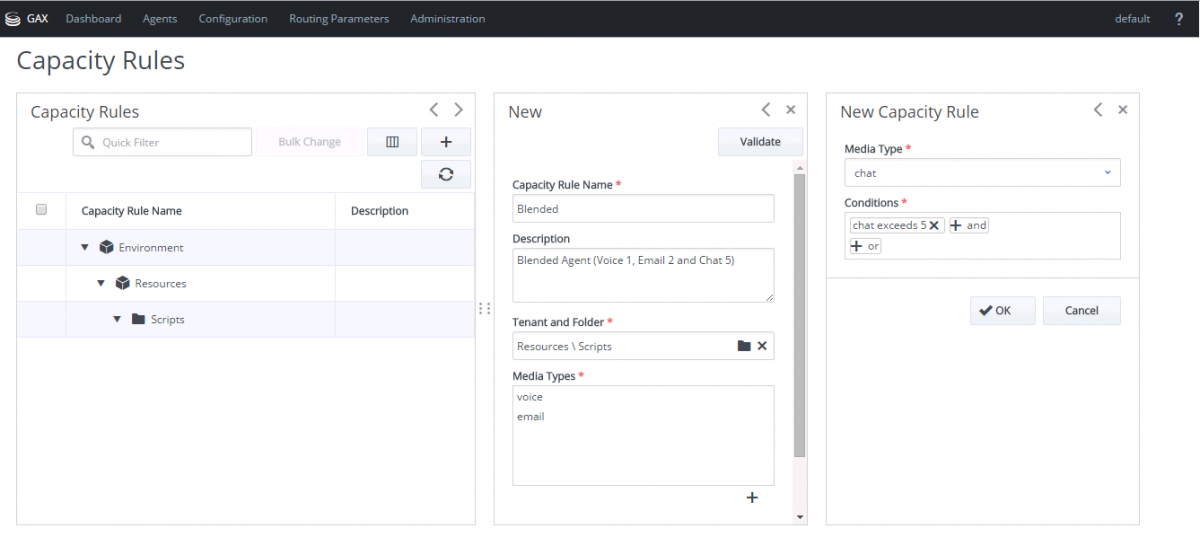 GAX Dashboard Agents Configuration Routing Parameters Administration default ?
Capacity Rules
Capacity Rules
Quick Filter Bulk Change
Capacity Rule Name Description
Environment
Resources
Scripts
New
Validate
Capacity Rule Name *
Blended
Description
Blended Agent (Voice 1, Email 2 and Chat 5)
Tenant and Folder *
Resources \ Scripts
Media Types *
voice
email
New Capacity Rule
Media Type *
chat
Conditions *
chat exceeds 5 and
or
OK Cancel